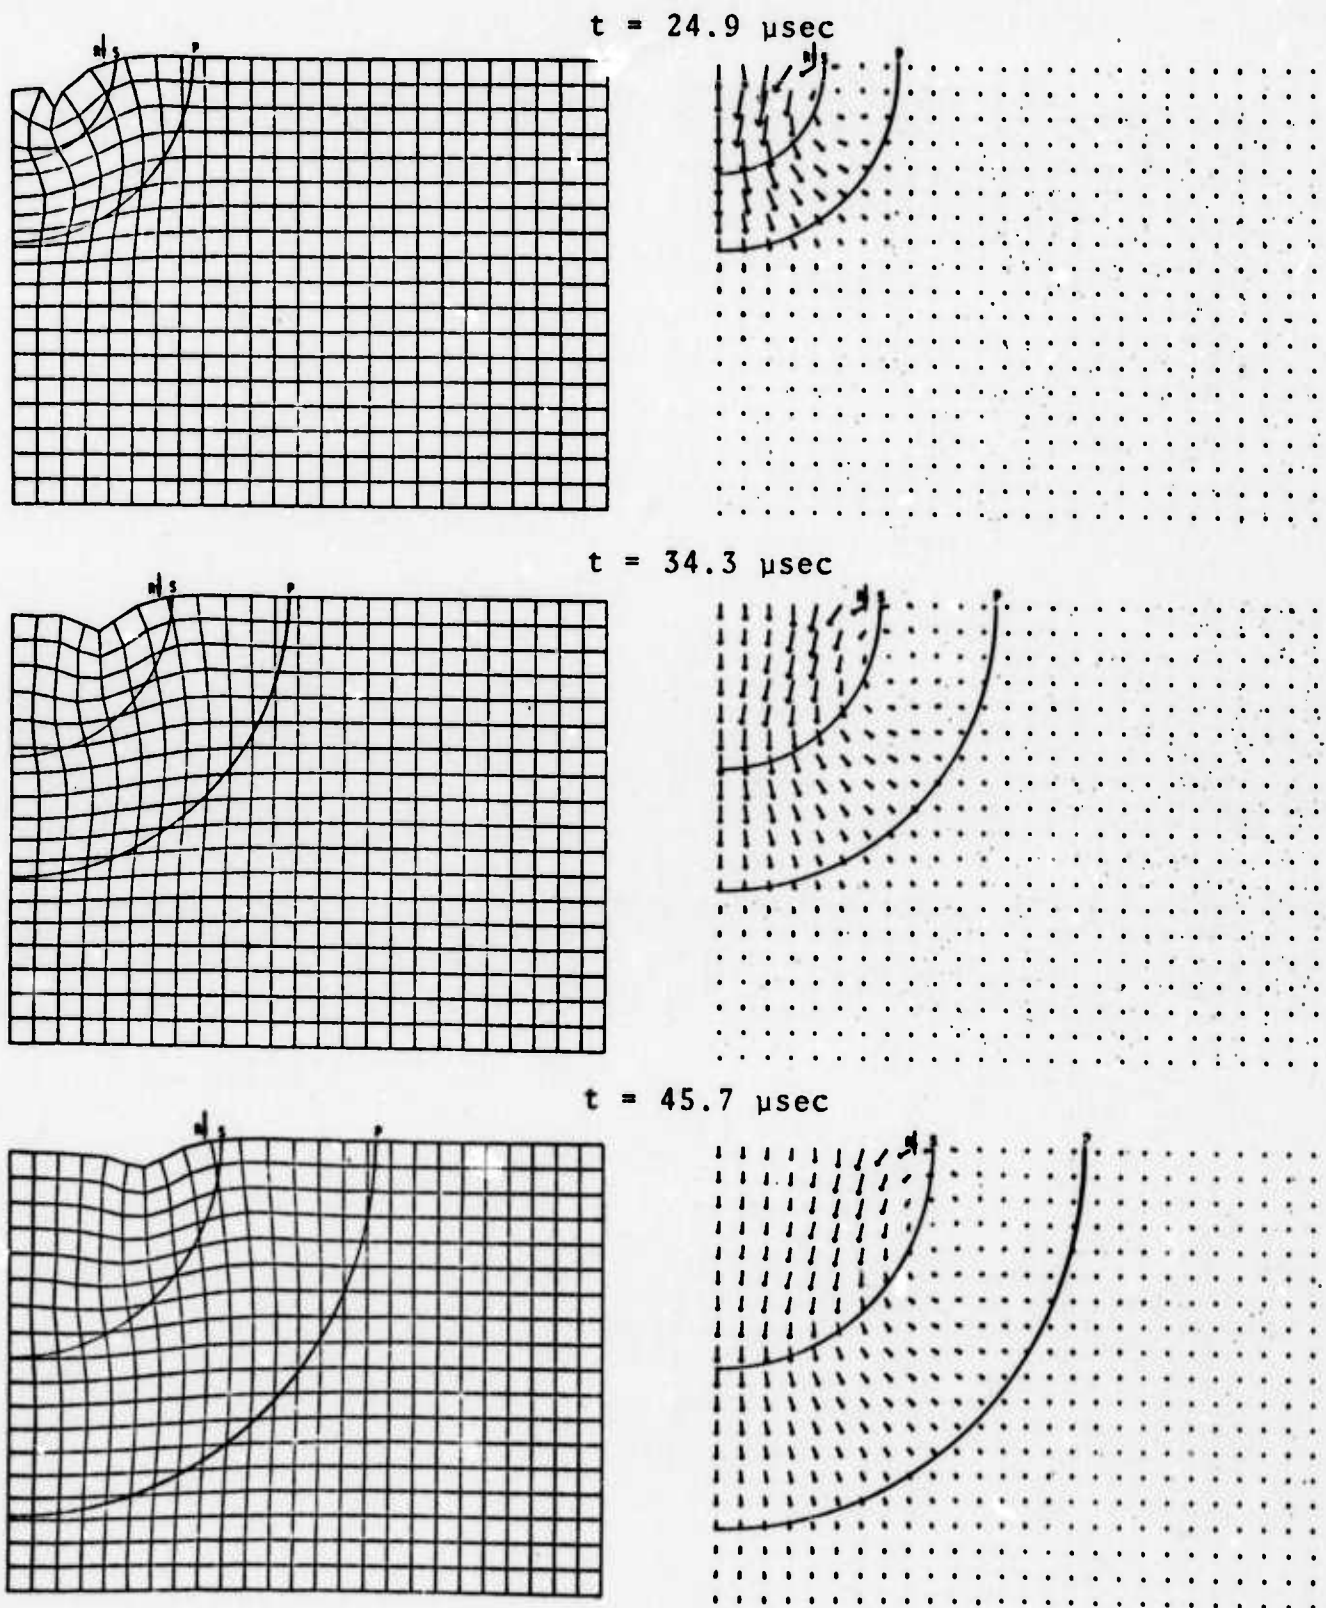 t = 24.9 μsec
R S P R S P
t = 34.3 μsec
R S P R S P
t = 45.7 μsec
R S P S P